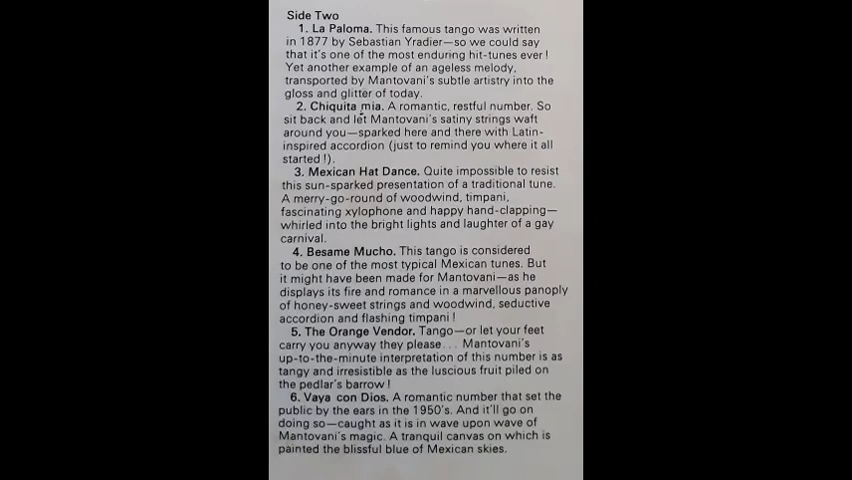 Side Two
1. La Paloma. This famous tango was written
in 1877 by Sebastian Yradier—so we could say
that it's one of the most enduring hit-tunes ever!
Yet another example of an ageless melody,
transported by Mantovani's subtle artistry into the
gloss and glitter of today.
2. Chiquita mia. A romantic, restful number. So
sit back and let Mantovani's satiny strings waft
around you—sparked here and there with Latin-
inspired accordion (just to remind you where it all
started!).
3. Mexican Hat Dance. Quite impossible to resist
this sun-sparked presentation of a traditional tune.
A merry-go-round of woodwind, timpani,
fascinating xylophone and happy hand-clapping—
whirled into the bright lights and laughter of a gay
carnival.
4. Besame Mucho. This tango is considered
to be one of the most typical Mexican tunes. But
it might have been made for Mantovani—as he
displays its fire and romance in a marvellous panoply
of honey-sweet strings and woodwind, seductive
accordion and flashing timpani!
5. The Orange Vendor. Tango—or let your feet
carry you anyway they please... Mantovani's
up-to-the-minute interpretation of this number is as
tangy and irresistible as the luscious fruit piled on
the pedlar's barrow!
6. Vaya con Dios. A romantic number that set the
public by the ears in the 1950's. And it'll go on
doing so—caught as it is in wave upon wave of
Mantovani's magic. A tranquil canvas on which is
painted the blissful blue of Mexican skies.